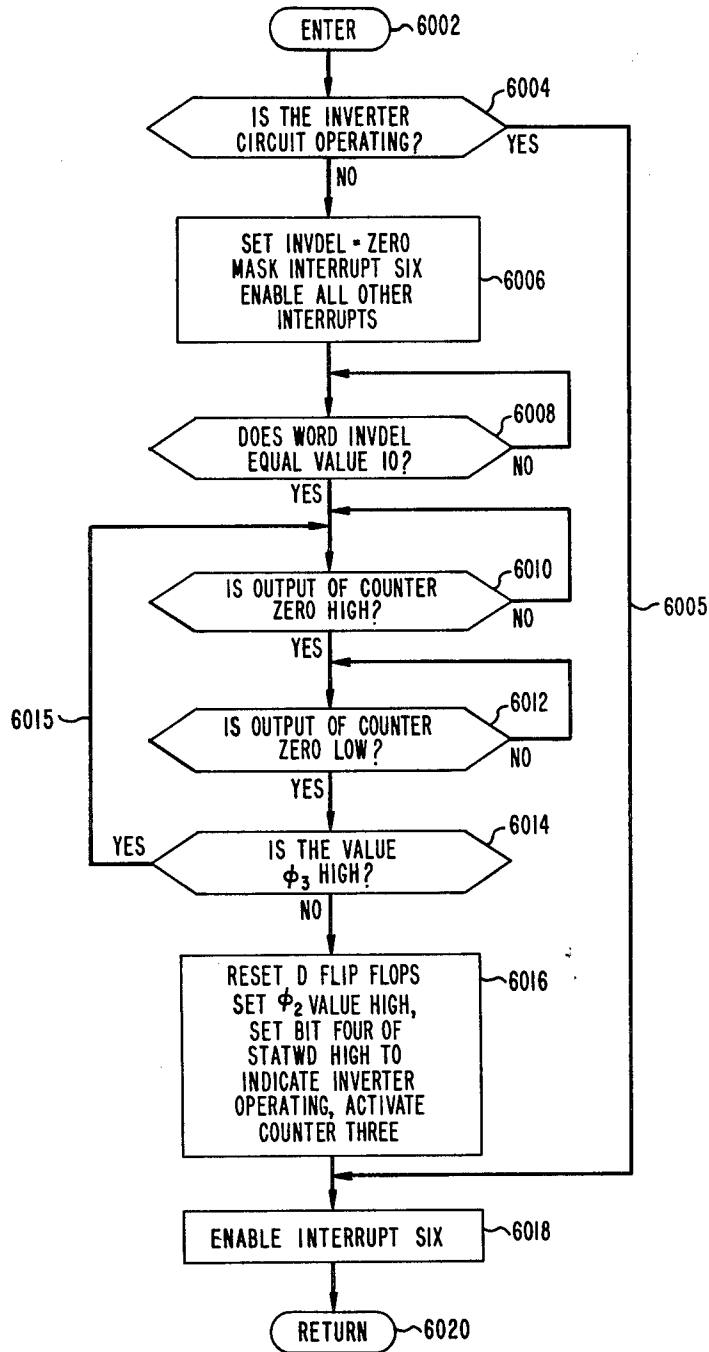 ENTER
6002
6004
IS THE INVERTER
CIRCUIT OPERATING?
YES
NO
SET INVDEL = ZERO
MASK INTERRUPT SIX
ENABLE ALL OTHER
INTERRUPTS
6006
6008
DOES WORD INVDEL
EQUAL VALUE 10?
NO
YES
6010
IS OUTPUT OF COUNTER
ZERO HIGH?
NO
6005
YES
6015
6012
IS OUTPUT OF COUNTER
ZERO LOW?
NO
YES
6014
YES
IS THE VALUE
ϕ3 HIGH?
NO
RESET D FLIP FLOPS
SET ϕ2 VALUE HIGH,
SET BIT FOUR OF
STATWD HIGH TO
INDICATE INVERTER
OPERATING, ACTIVATE
COUNTER THREE
6016
ENABLE INTERRUPT SIX
6018
RETURN
6020